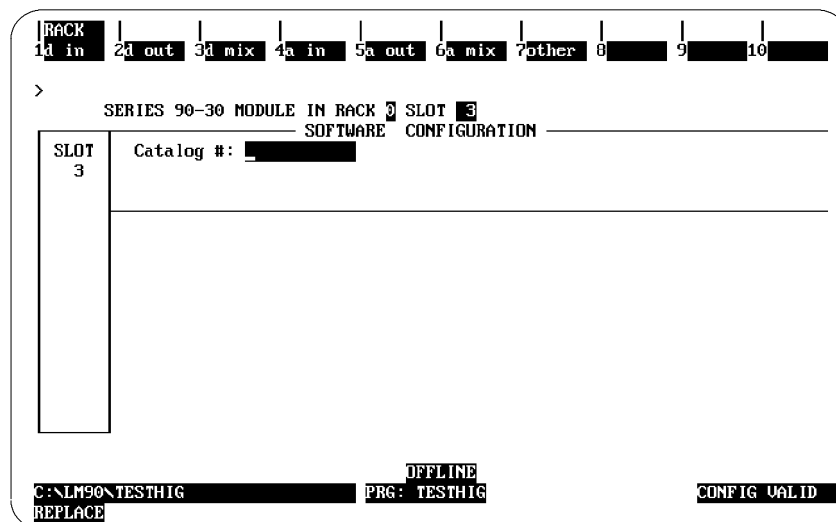 RACK
1d in 2d out 3d mix 4a in 5a out 6a mix 7other 8 9 10
>
SERIES 90-30 MODULE IN RACK 0 SLOT 3
SOFTWARE CONFIGURATION
SLOT Catalog #:
3
OFFLINE
C:\LM90\TESTHIG PRG: TESTHIG CONFIG VALID
REPLACE